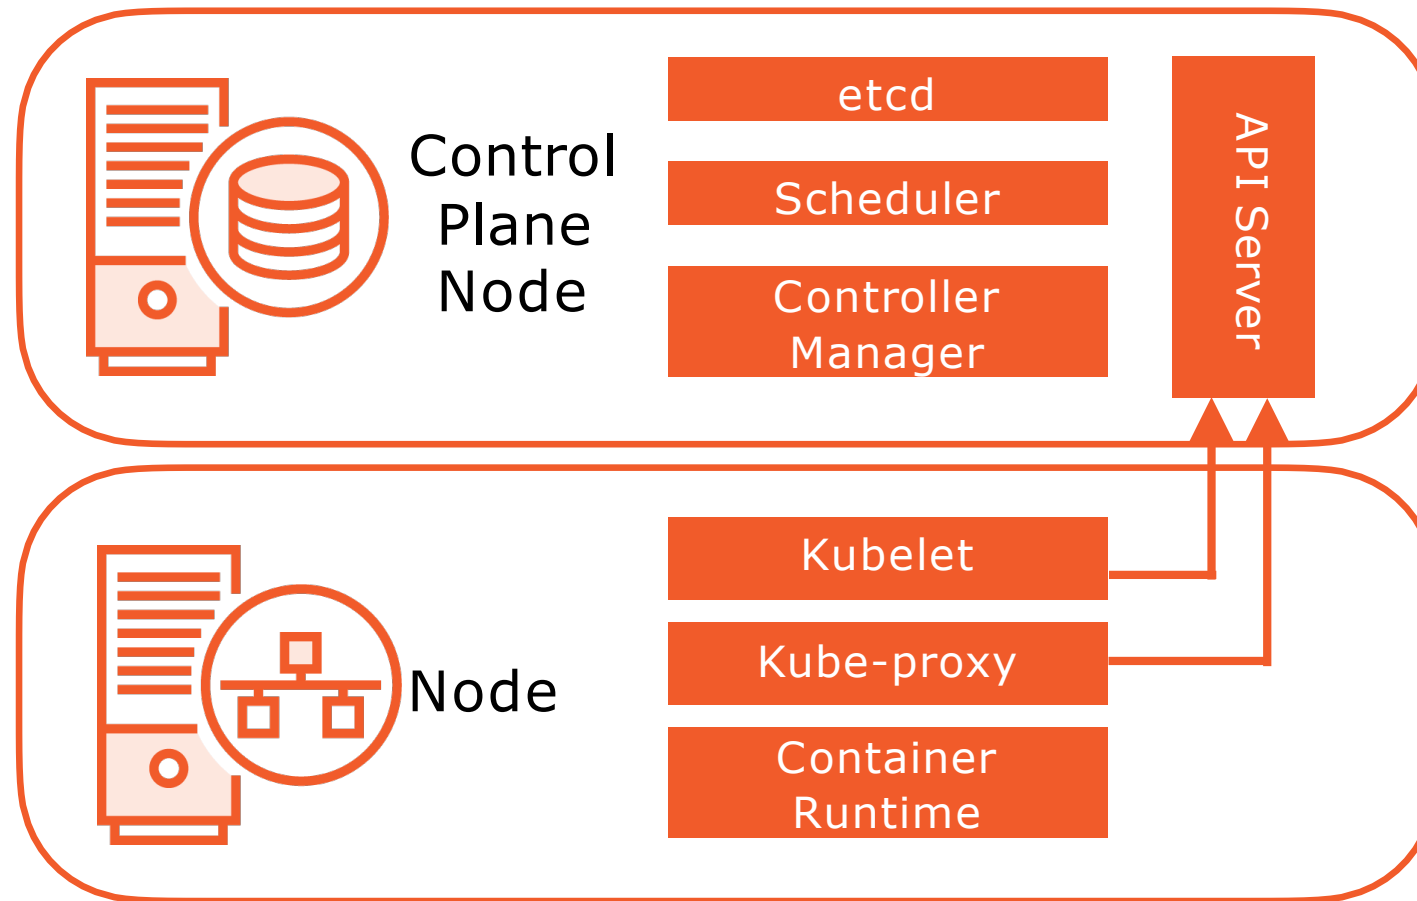 Control
Plane
Node
etcd
Scheduler
Controller
Manager
API Server
Node
Kubelet
Kube-proxy
Container
Runtime